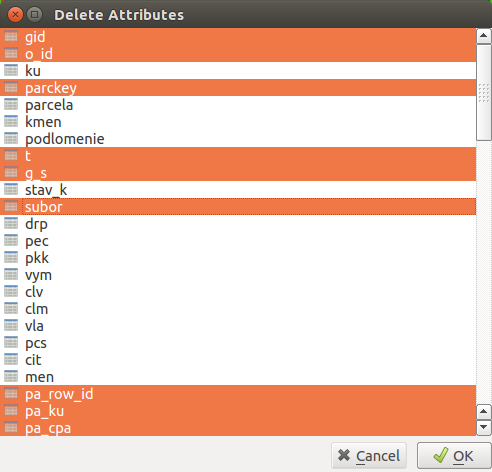 Delete Attributes
gid
o_id
ku
parckey
parcela
kmen
podlomenie
t
g_s
stav_k
subor
drp
pec
pkk
vym
clv
clm
vla
pcs
cit
men
pa_row_id
pa_ku
pa_cpa
Cancel OK